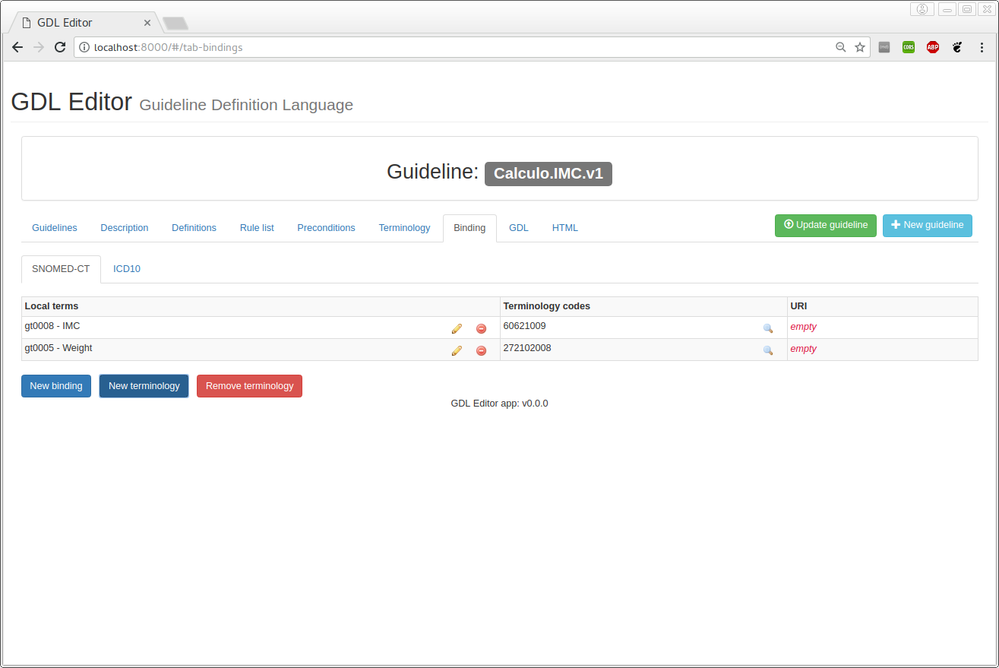 GDL Editor
localhost:8000/#/tab-bindings
CORS
ABP
GDL Editor Guideline Definition Language
Guideline: Calculo.IMC.v1
Guidelines Description Definitions Rule list Preconditions Terminology Binding GDL HTML Update guideline New guideline
SNOMED-CT ICD10
Local terms Terminology codes URI
gt0008 - IMC 60621009 empty
gt0005 - Weight 272102008 empty
New binding New terminology Remove terminology
GDL Editor app: v0.0.0